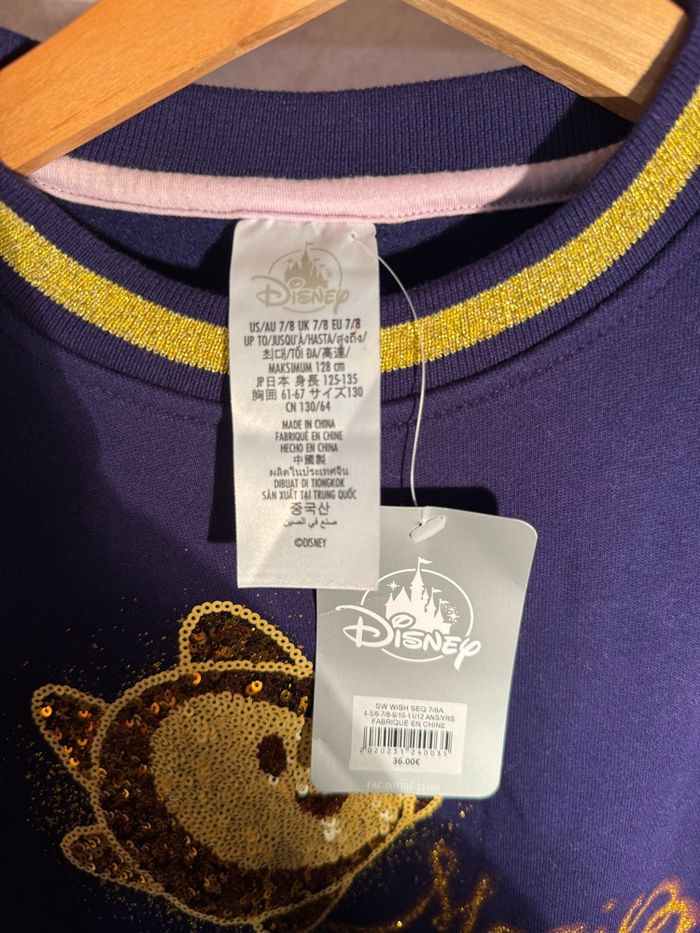 DISNEY
US/AU 7/8 UK 7/8 EU 7/8
UP TO/JUSQU'À/HASTA/สูงถึง/
최대/TỐI ĐA/高達/
MAKSIMUM 128 cm
JP日本 身長 125-135
胸囲 61-67 サイズ130
CN 130/64
MADE IN CHINA
FABRIQUÉ EN CHINE
HECHO EN CHINA
中國製
ผลิตในประเทศจีน
DIBUAT DI TIONGKOK
SẢN XUẤT TẠI TRUNG QUỐC
중국산
صنع في الصين
©DISNEY
DISNEY
SW WISH SEQ 7/8A
4-5/6-7/8-9/10-11/12 ANS/YRS
FABRIQUÉ EN CHINE
2020231 240035
36.00€